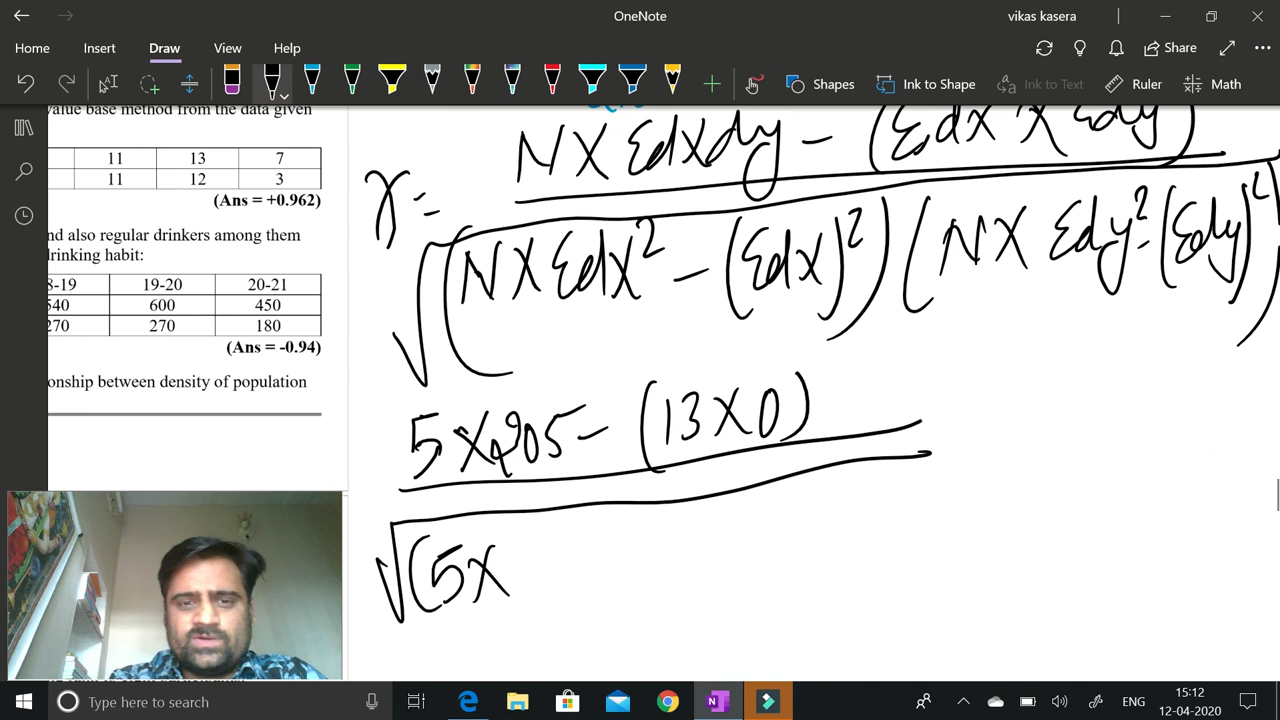 OneNote
vikas kasera
Home Insert Draw View Help
Share
Shapes Ink to Shape Ink to Text Ruler Math
value base method from the data given
11 13 7
11 12 3
(Ans = +0.962)
nd also regular drinkers among them
drinking habit:
8-19 19-20 20-21
540 600 450
270 270 180
(Ans = -0.94)
onship between density of population
N X Σdxdy - (Σdx X Σdy)
r =
√(N X Σdx² - (Σdx)²) (N X Σdy² - (Σdy)²)
5 X 205 - (13 X 0)
√(5 X
Type here to search
ENG
15:12
12-04-2020